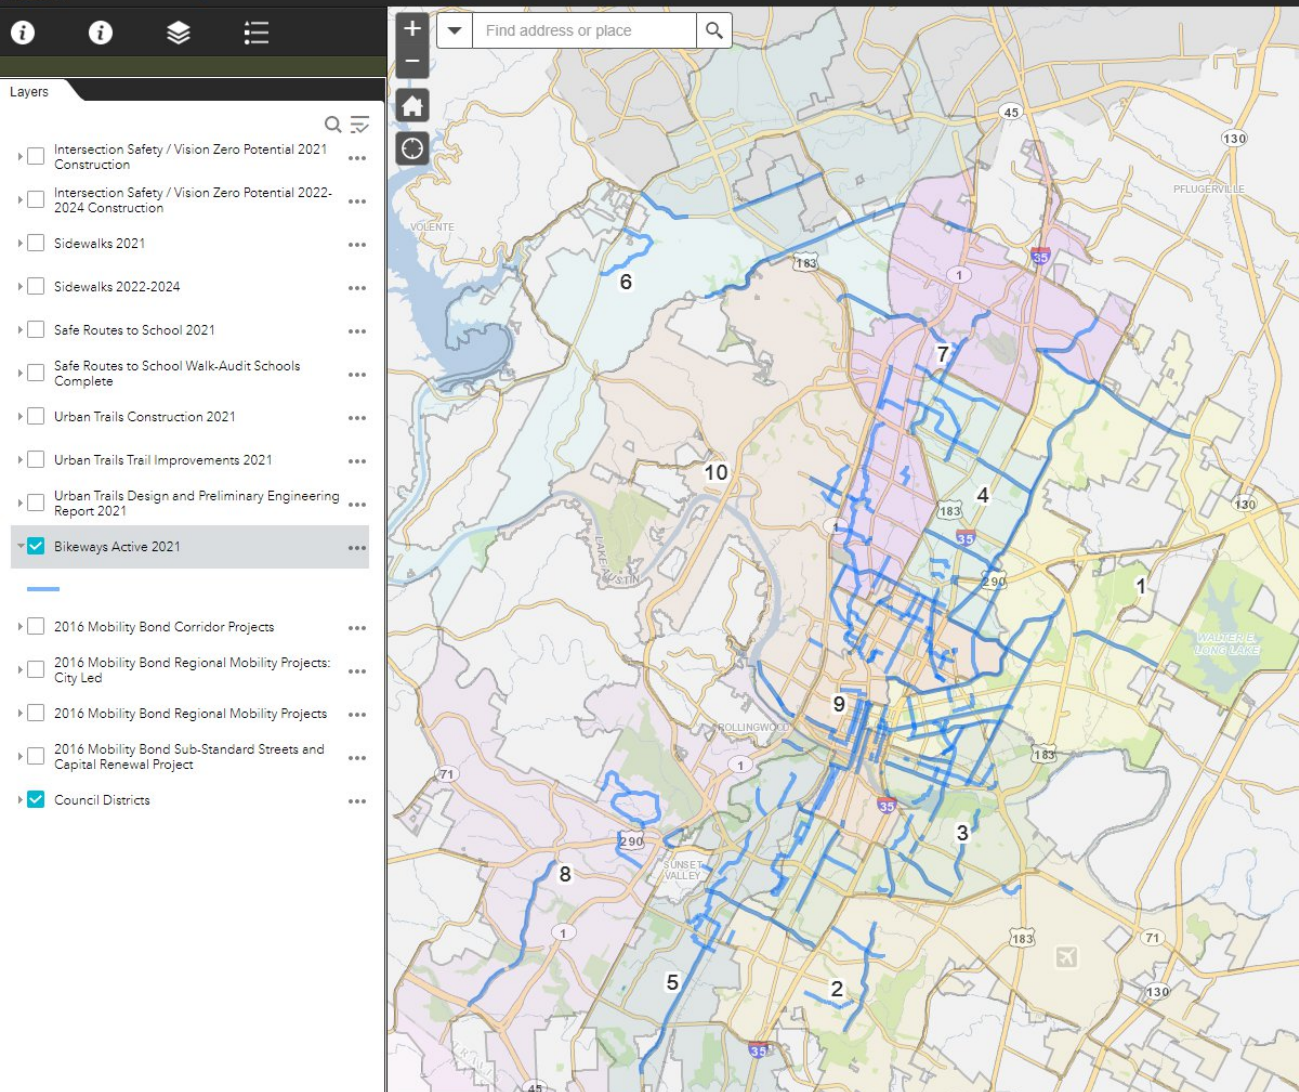 Layers
Intersection Safety / Vision Zero Potential 2021
Construction
Intersection Safety / Vision Zero Potential 2022-
2024 Construction
Sidewalks 2021
Sidewalks 2022-2024
Safe Routes to School 2021
Safe Routes to School Walk-Audit Schools
Complete
Urban Trails Construction 2021
Urban Trails Trail Improvements 2021
Urban Trails Design and Preliminary Engineering
Report 2021
Bikeways Active 2021
2016 Mobility Bond Corridor Projects
2016 Mobility Bond Regional Mobility Projects:
City Led
2016 Mobility Bond Regional Mobility Projects
2016 Mobility Bond Sub-Standard Streets and
Capital Renewal Project
Council Districts
Find address or place
45
130
PFLUGERVILLE
VOLENTE
35
183
1
6
7
10
4
183
130
1
35
LAKE AUSTIN
290
1
WALTER E.
LONG LAKE
9
ROLLINGWOOD
183
1
71
35
3
290
SUNSET
VALLEY
8
1
183
71
5
2
130
35
45